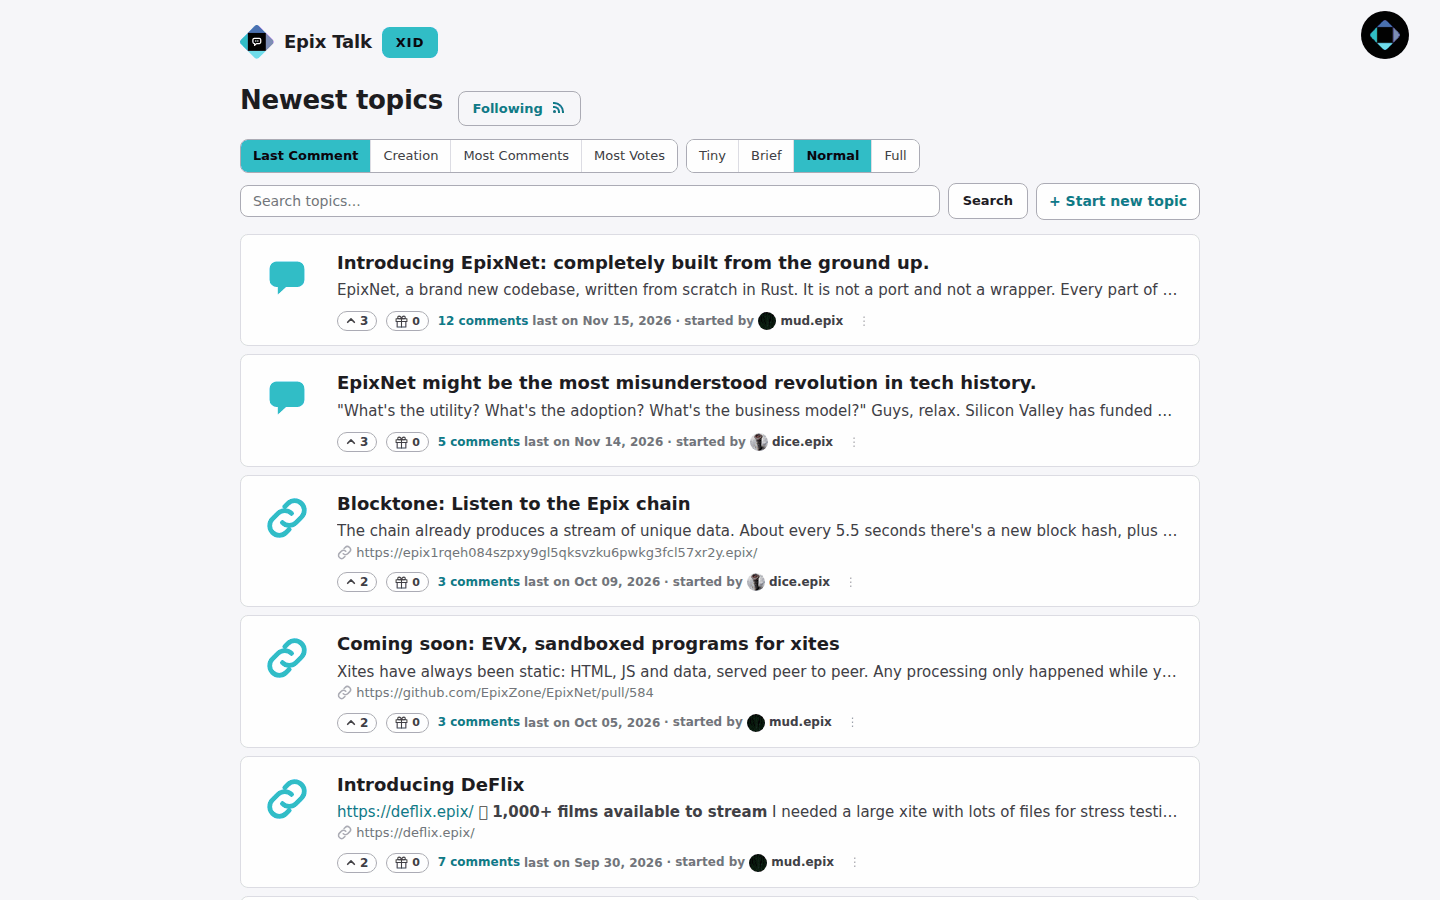 Epix Talk XID
Newest topics Following
Last Comment Creation Most Comments Most Votes Tiny Brief Normal Full
Search topics... Search + Start new topic
Introducing EpixNet: completely built from the ground up.
EpixNet, a brand new codebase, written from scratch in Rust. It is not a port and not a wrapper. Every part of ...
3 0 12 comments last on Nov 15, 2026 · started by mud.epix
EpixNet might be the most misunderstood revolution in tech history.
"What's the utility? What's the adoption? What's the business model?" Guys, relax. Silicon Valley has funded ...
3 0 5 comments last on Nov 14, 2026 · started by dice.epix
Blocktone: Listen to the Epix chain
The chain already produces a stream of unique data. About every 5.5 seconds there's a new block hash, plus ...
https://epix1rqeh084szpxy9gl5qksvzku6pwkg3fcl57xr2y.epix/
2 0 3 comments last on Oct 09, 2026 · started by dice.epix
Coming soon: EVX, sandboxed programs for xites
Xites have always been static: HTML, JS and data, served peer to peer. Any processing only happened while y...
https://github.com/EpixZone/EpixNet/pull/584
2 0 3 comments last on Oct 05, 2026 · started by mud.epix
Introducing DeFlix
https://deflix.epix/ 1,000+ films available to stream I needed a large xite with lots of files for stress testi...
https://deflix.epix/
2 0 7 comments last on Sep 30, 2026 · started by mud.epix